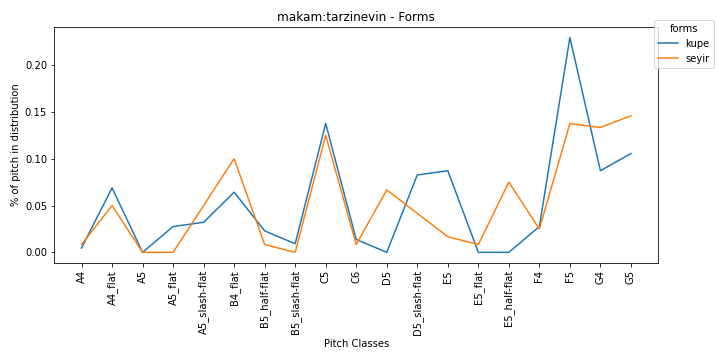 makam:tarzinevin - Forms
forms
kupe
seyir
% of pitch in distribution
0.20
0.15
0.10
0.05
0.00
A4
A4_flat
A5
A5_flat
A5_slash-flat
B4_flat
B5_half-flat
B5_slash-flat
C5
C6
D5
D5_slash-flat
E5
E5_flat
E5_half-flat
F4
F5
G4
G5
Pitch Classes